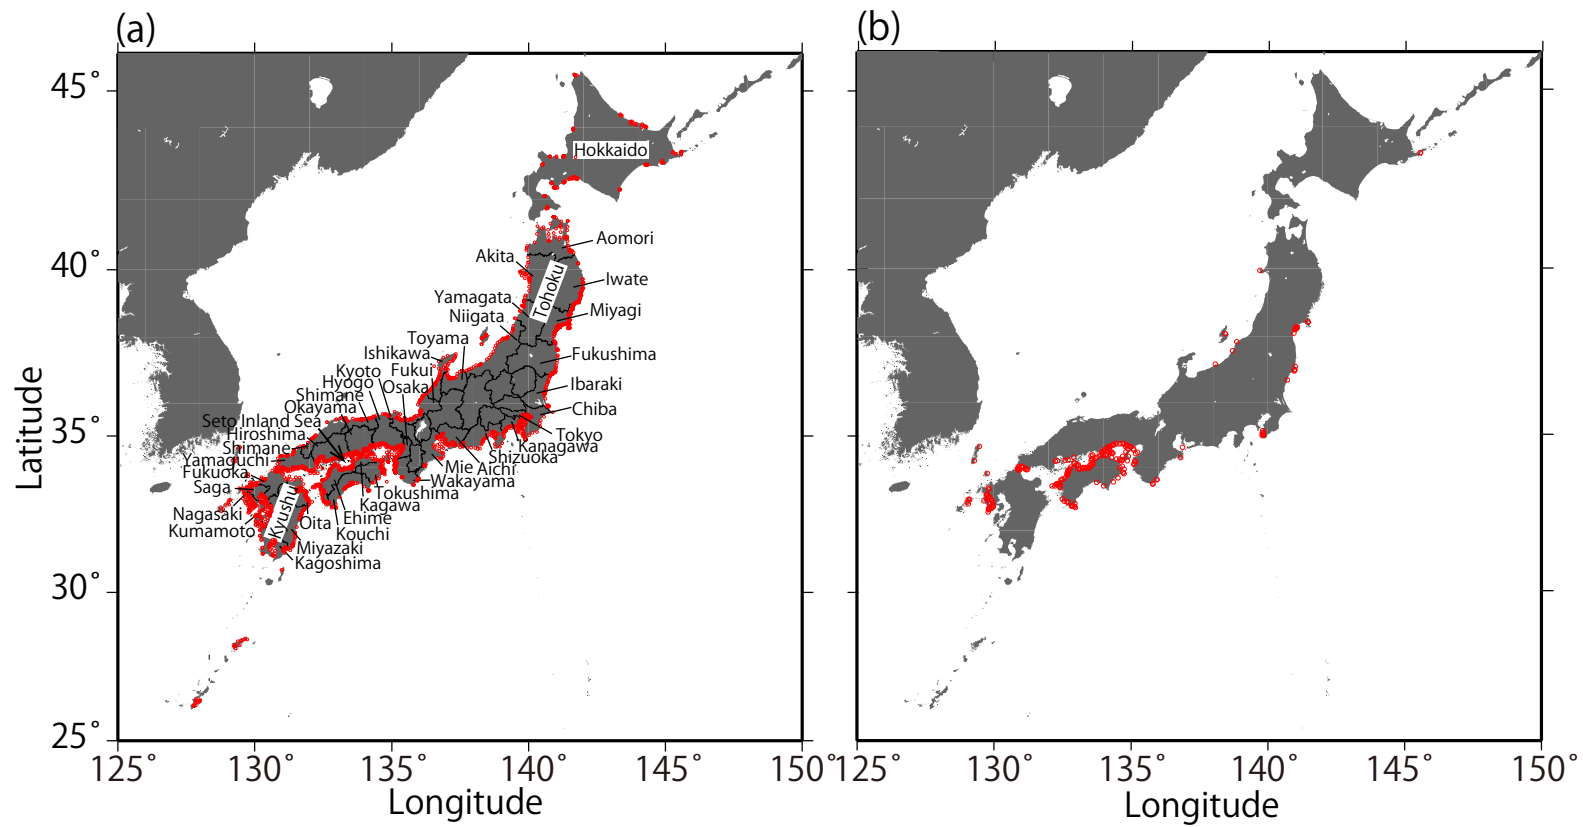 (a)
(b)
45°
40°
35°
30°
25°
Latitude
Hokkaido
Aomori
Akita
Tohoku
Iwate
Yamagata
Miyagi
Niigata
Toyama
Ishikawa
Fukushima
Kyoto
Fukui
Hyogo
Osaka
Ibaraki
Shimane
Okayama
Chiba
Seto Inland Sea
Hiroshima
Tokyo
Shimane
Kanagawa
Yamaguchi
Shizuoka
Fukuoka
Mie
Aichi
Saga
Wakayama
Tokushima
Kagawa
Nagasaki
Kyushu
Oita
Ehime
Kumamoto
Kouchi
Miyazaki
Kagoshima
125°
130°
135°
140°
145°
150°
Longitude
125°
130°
135°
140°
145°
150°
Longitude